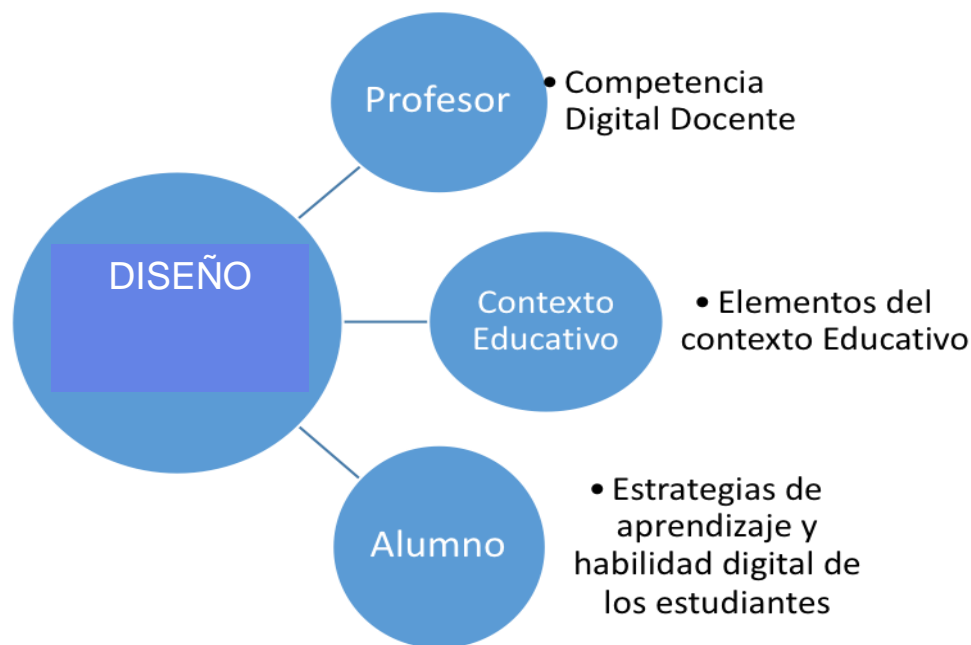 Profesor
• Competencia
Digital Docente
DISEÑO
Contexto
Educativo
• Elementos del
contexto Educativo
Alumno
• Estrategias de
aprendizaje y
habilidad digital de
los estudiantes